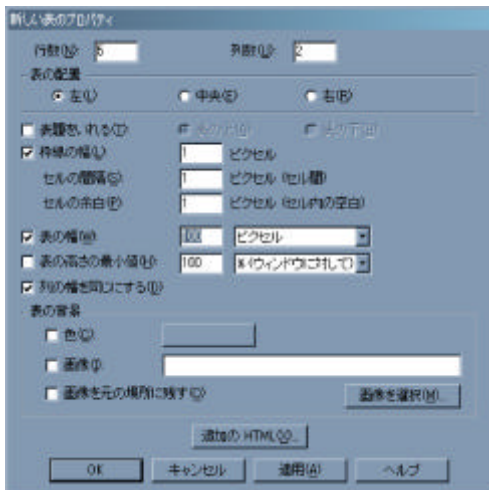 新しい表のプロパティ
行数(N): 5 列数(L): 2
表の配置
左(L) 中央(E) 右(R)
表題をいれる(T)
枠線の幅(L) 1 ピクセル
セルの間隔(S): 1 ピクセル (セル間)
セルの余白(P): 1 ピクセル (セル内の空白)
表の幅(W): ピクセル
表の高さの最小値(H): 100 % (ウィンドウに対して)
列の幅を同じにする(Q)
表の背景
色(C):
画像(I):
画像を元の場所に残す(O)
画像を選択(M)...
追加の HTML(X)...
OK キャンセル 適用(A) ヘルプ